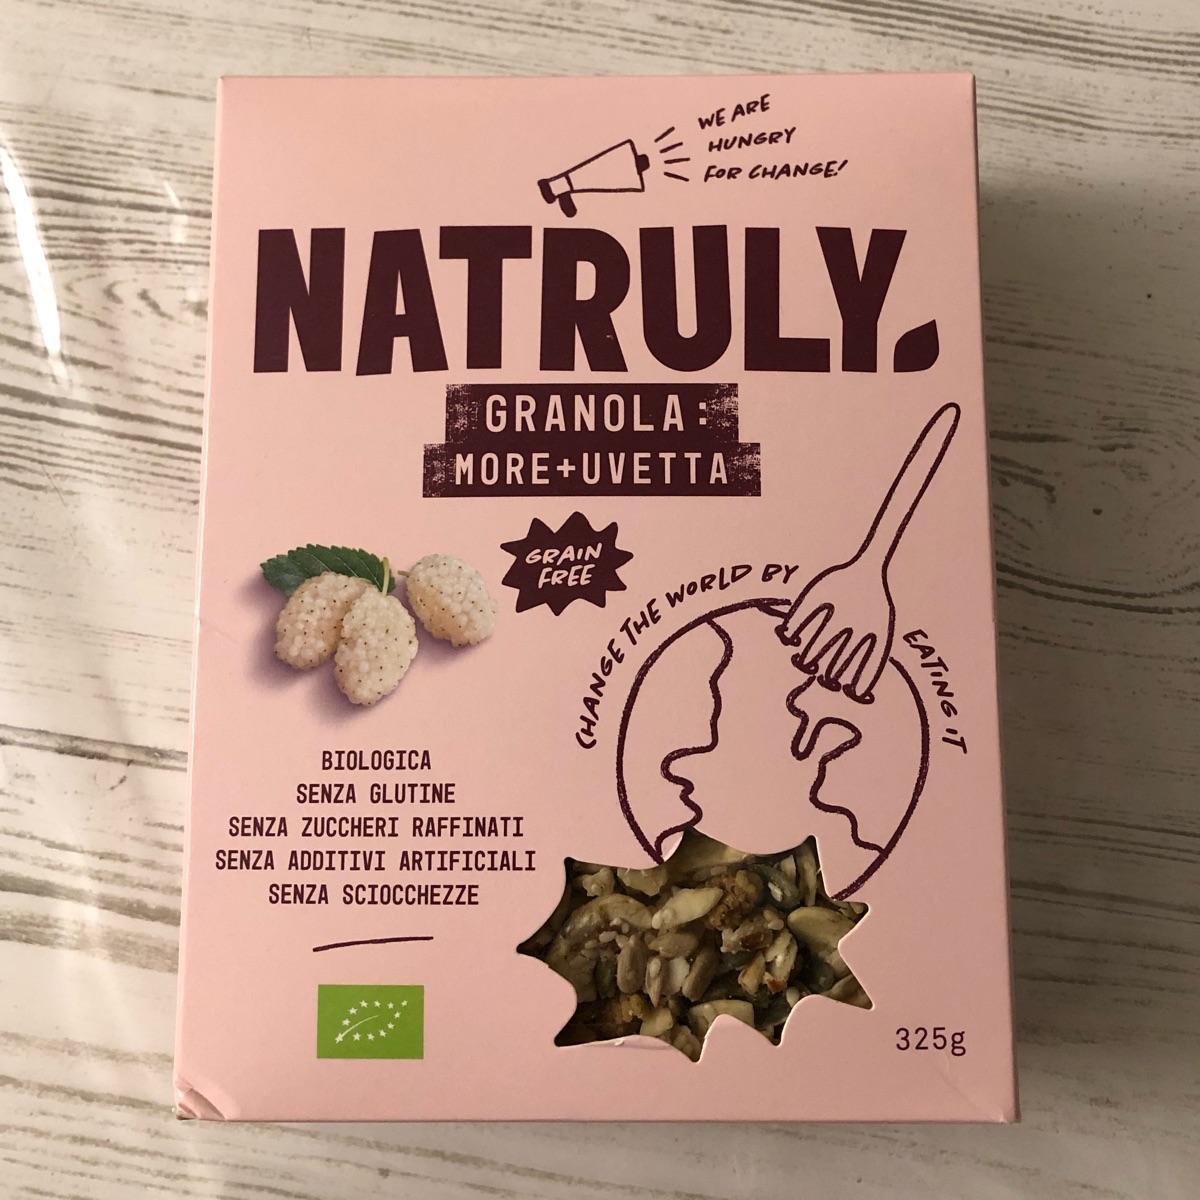 WE ARE
HUNGRY
FOR CHANGE!
NATRULY.
GRANOLA:
MORE+UVETTA
GRAIN
FREE
CHANGE THE WORLD BY
EATING IT
BIOLOGICA
SENZA GLUTINE
SENZA ZUCCHERI RAFFINATI
SENZA ADDITIVI ARTIFICIALI
SENZA SCIOCCHEZZE
325g